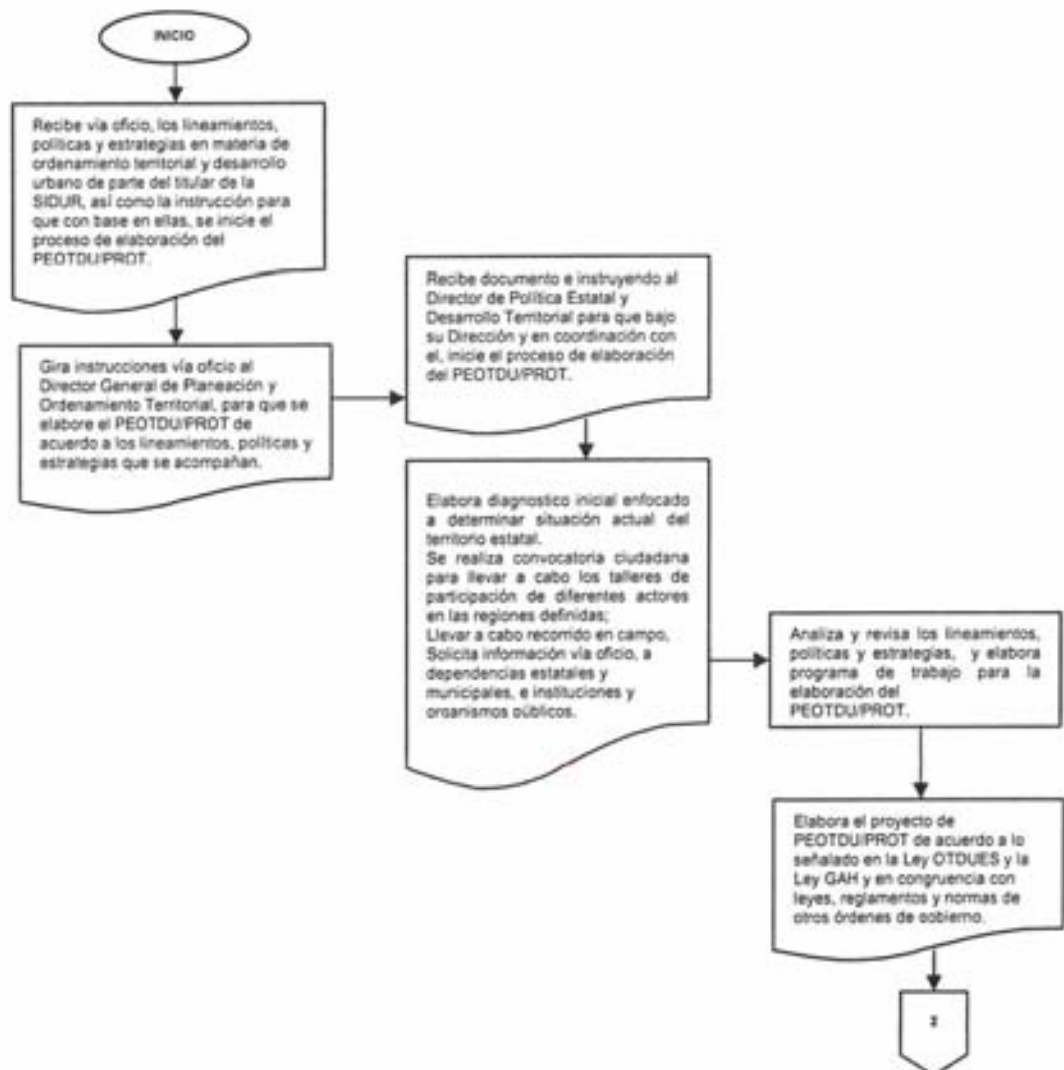 INICIO
Recibe vía oficio, los lineamientos,
políticas y estrategias en materia de
ordenamiento territorial y desarrollo
urbano de parte del titular de la
SIDUR, así como la instrucción para
que con base en ellas, se inicie el
proceso de elaboración del
PEOTDU/PROT.
Gira instrucciones vía oficio al
Director General de Planeación y
Ordenamiento Territorial, para que se
elabore el PEOTDU/PROT de
acuerdo a los lineamientos, políticas y
estrategias que se acompañan.
Recibe documento e instruyendo al
Director de Política Estatal y
Desarrollo Territorial para que bajo
su Dirección y en coordinación con
el, inicie el proceso de elaboración
del PEOTDU/PROT.
Elabora diagnostico inicial enfocado
a determinar situación actual del
territorio estatal.
Se realiza convocatoria ciudadana
para llevar a cabo los talleres de
participación de diferentes actores
en las regiones definidas;
Llevar a cabo recorrido en campo,
Solicita información vía oficio, a
dependencias estatales y
municipales, e instituciones y
organismos públicos.
Analiza y revisa los lineamientos,
políticas y estrategias, y elabora
programa de trabajo para la
elaboración del
PEOTDU/PROT.
Elabora el proyecto de
PEOTDU/PROT de acuerdo a lo
señalado en la Ley OTDUES y la
Ley GAH y en congruencia con
leyes, reglamentos y normas de
otros órdenes de gobierno.
2